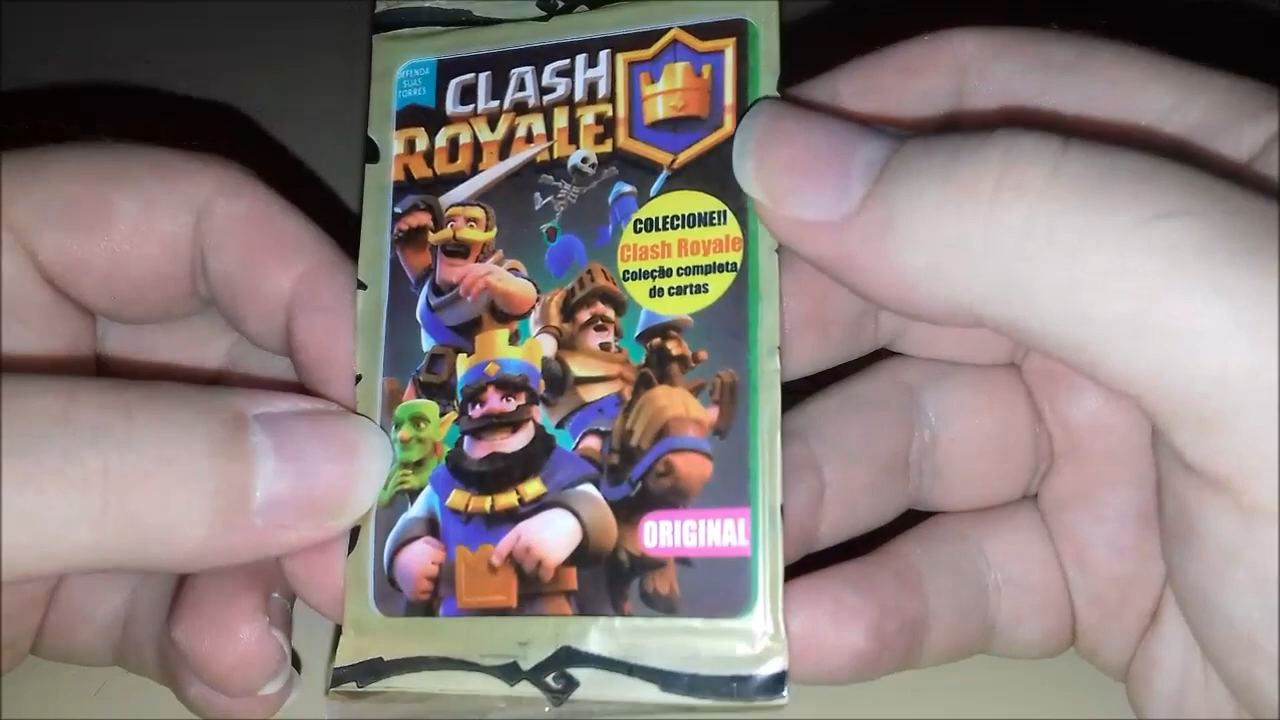 DEFENDA
SUAS
TORRES
CLASH
ROYALE
COLECIONE!!
Clash Royale
Coleção completa
de cartas
ORIGINAL